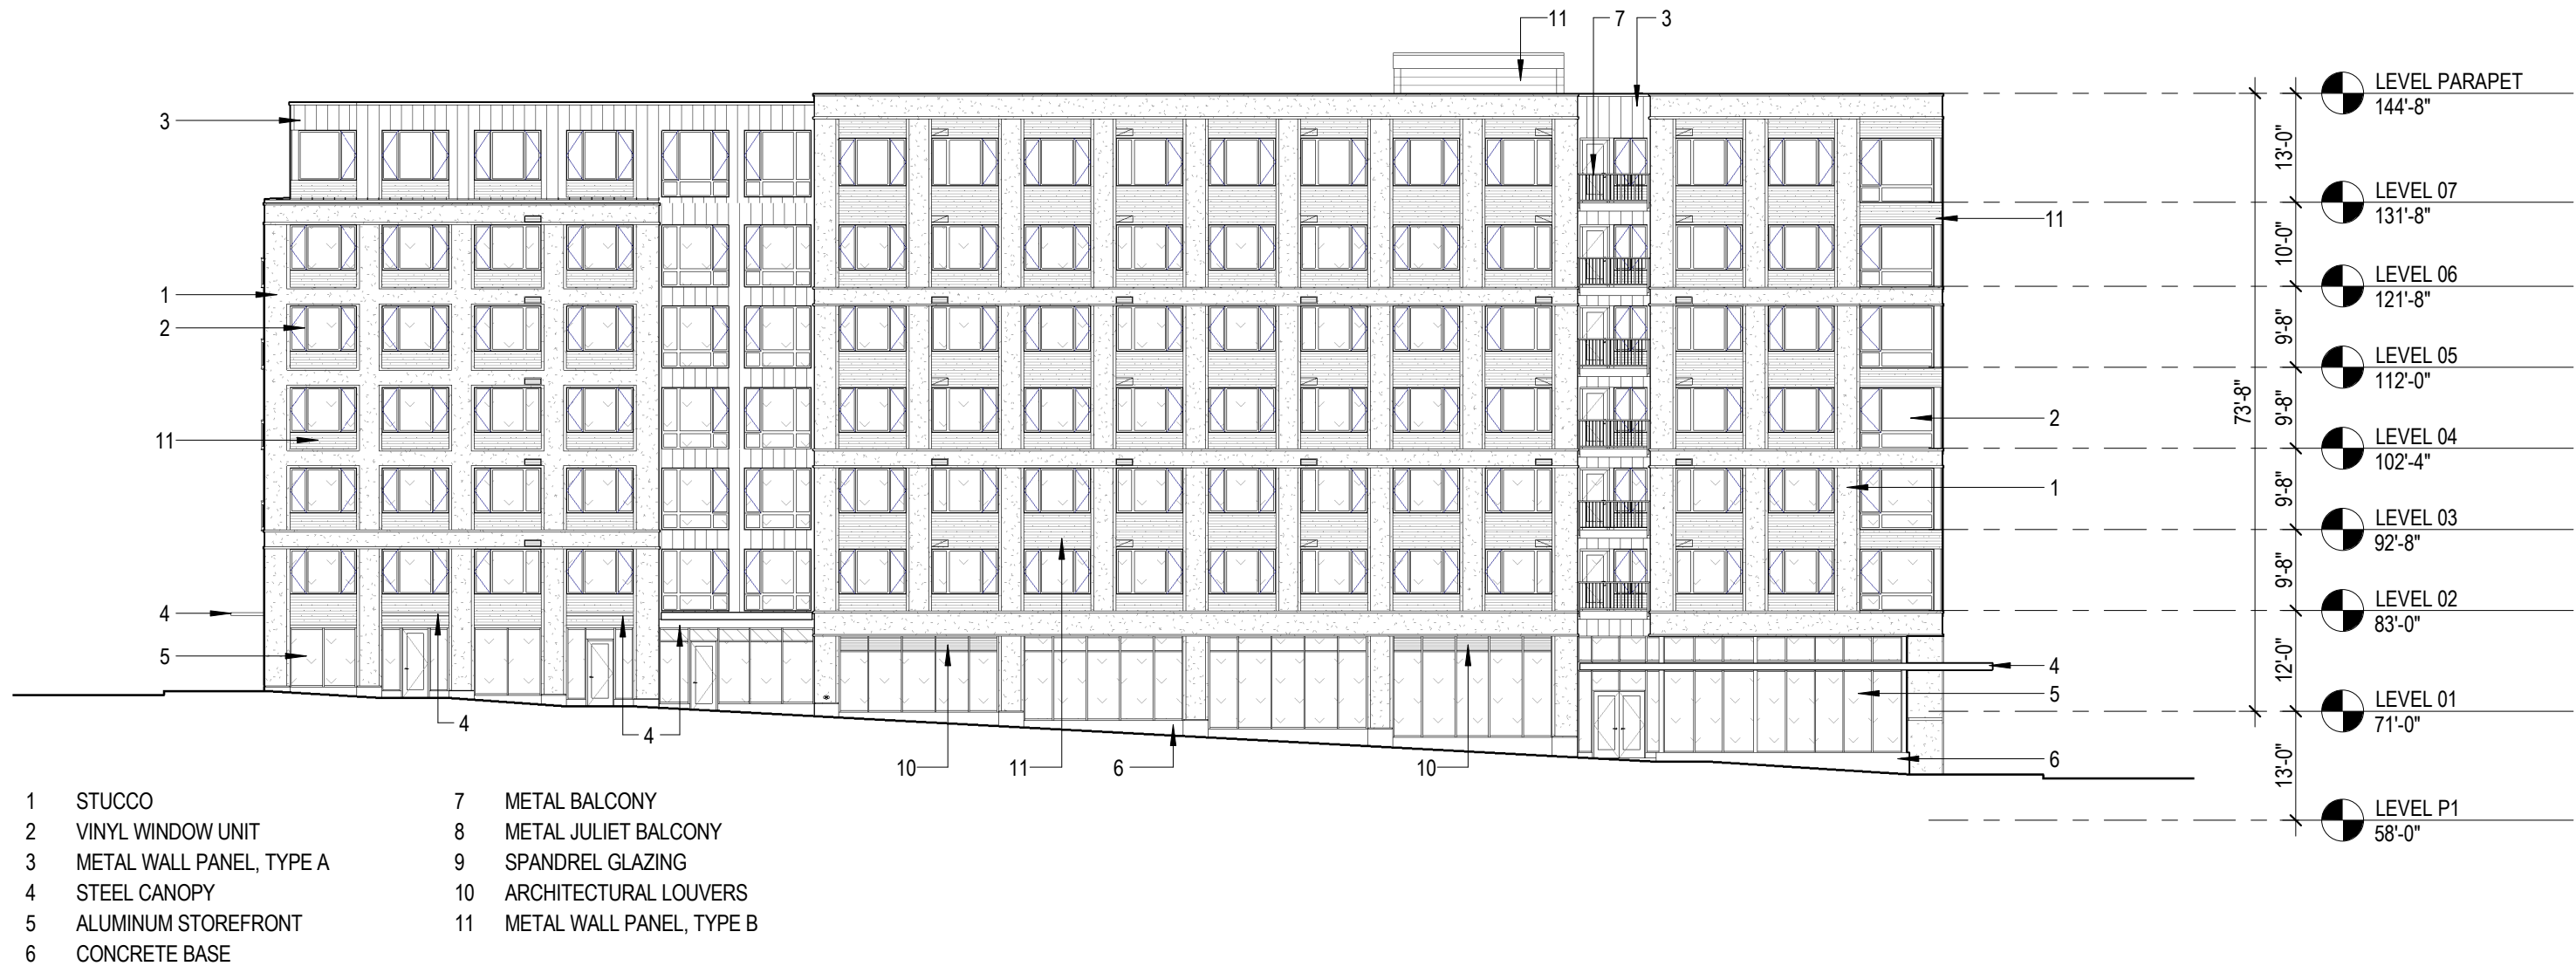 11
7
3
3
1
2
11
4
5
4
4
10
11
6
10
11
2
1
4
5
6
LEVEL PARAPET
144'-8"
13'-0"
LEVEL 07
131'-8"
10'-0"
LEVEL 06
121'-8"
9'-8"
LEVEL 05
112'-0"
73'-8"
9'-8"
LEVEL 04
102'-4"
9'-8"
LEVEL 03
92'-8"
9'-8"
LEVEL 02
83'-0"
12'-0"
LEVEL 01
71'-0"
13'-0"
LEVEL P1
58'-0"
1 STUCCO
2 VINYL WINDOW UNIT
3 METAL WALL PANEL, TYPE A
4 STEEL CANOPY
5 ALUMINUM STOREFRONT
6 CONCRETE BASE
7 METAL BALCONY
8 METAL JULIET BALCONY
9 SPANDREL GLAZING
10 ARCHITECTURAL LOUVERS
11 METAL WALL PANEL, TYPE B